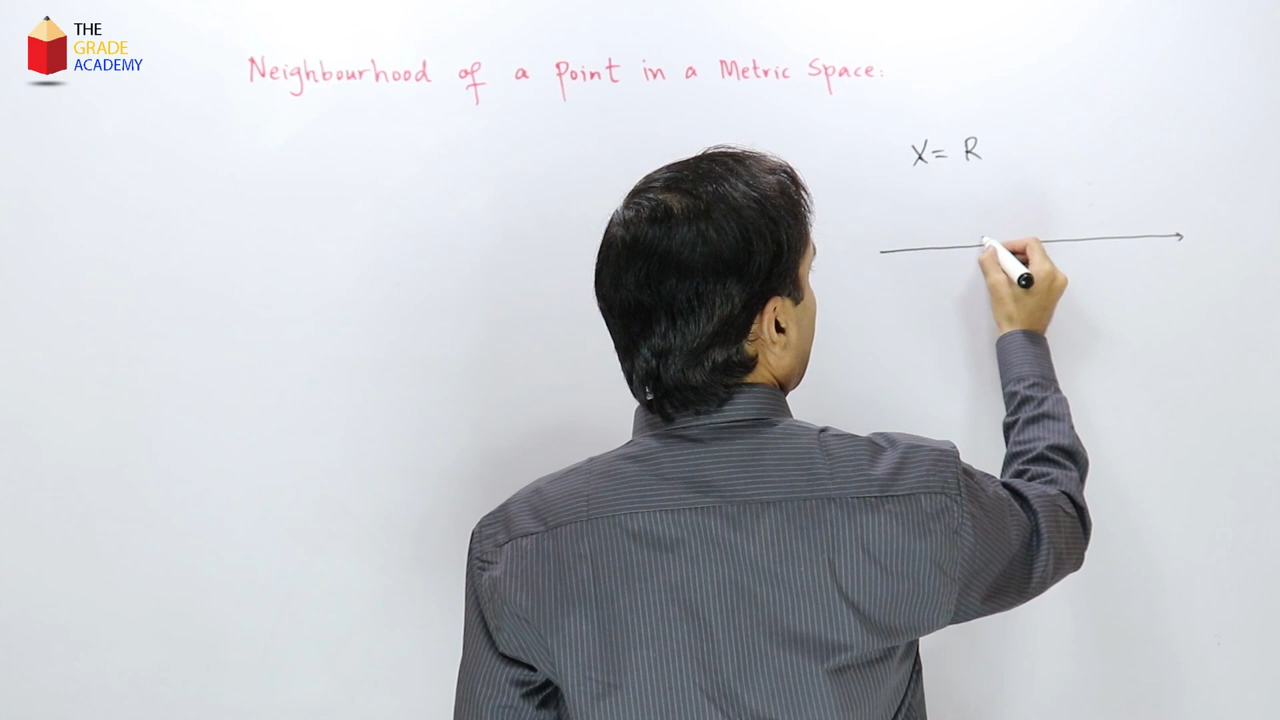 THE
GRADE
ACADEMY
Neighbourhood of a Point in a Metric Space:
X = R